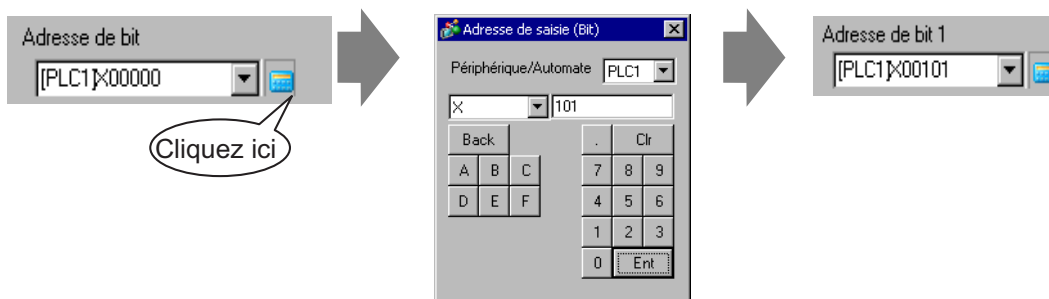 Adresse de bit
[PLC1]X00000
Cliquez ici
Adresse de saisie (Bit)
Périphérique/Automate PLC1
X 101
Back . Clr
A B C 7 8 9
D E F 4 5 6
1 2 3
0 Ent
Adresse de bit 1
[PLC1]X00101